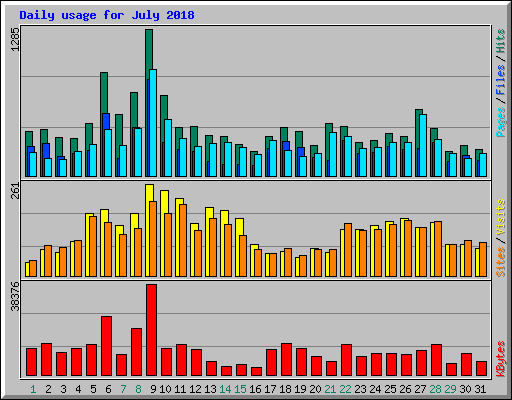 Daily usage for July 2018
1285
Pages / Files / Hits
261
Sites / Visits
38376
KBytes
1 2 3 4 5 6 7 8 9 10 11 12 13 14 15 16 17 18 19 20 21 22 23 24 25 26 27 28 29 30 31